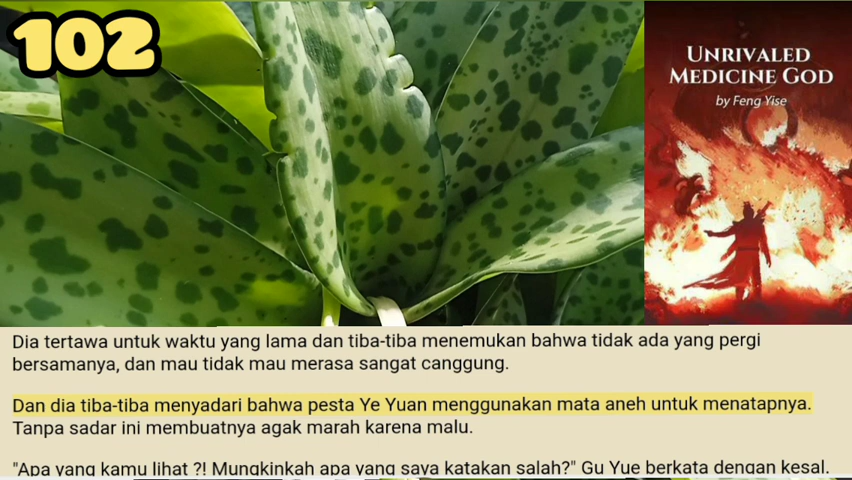 102
UNRIVALED
MEDICINE GOD
by Feng Yise
Dia tertawa untuk waktu yang lama dan tiba-tiba menemukan bahwa tidak ada yang pergi
bersamanya, dan mau tidak mau merasa sangat canggung.
Dan dia tiba-tiba menyadari bahwa pesta Ye Yuan menggunakan mata aneh untuk menatapnya.
Tanpa sadar ini membuatnya agak marah karena malu.
"Apa yang kamu lihat ?! Mungkinkah apa yang saya katakan salah?" Gu Yue berkata dengan kesal.